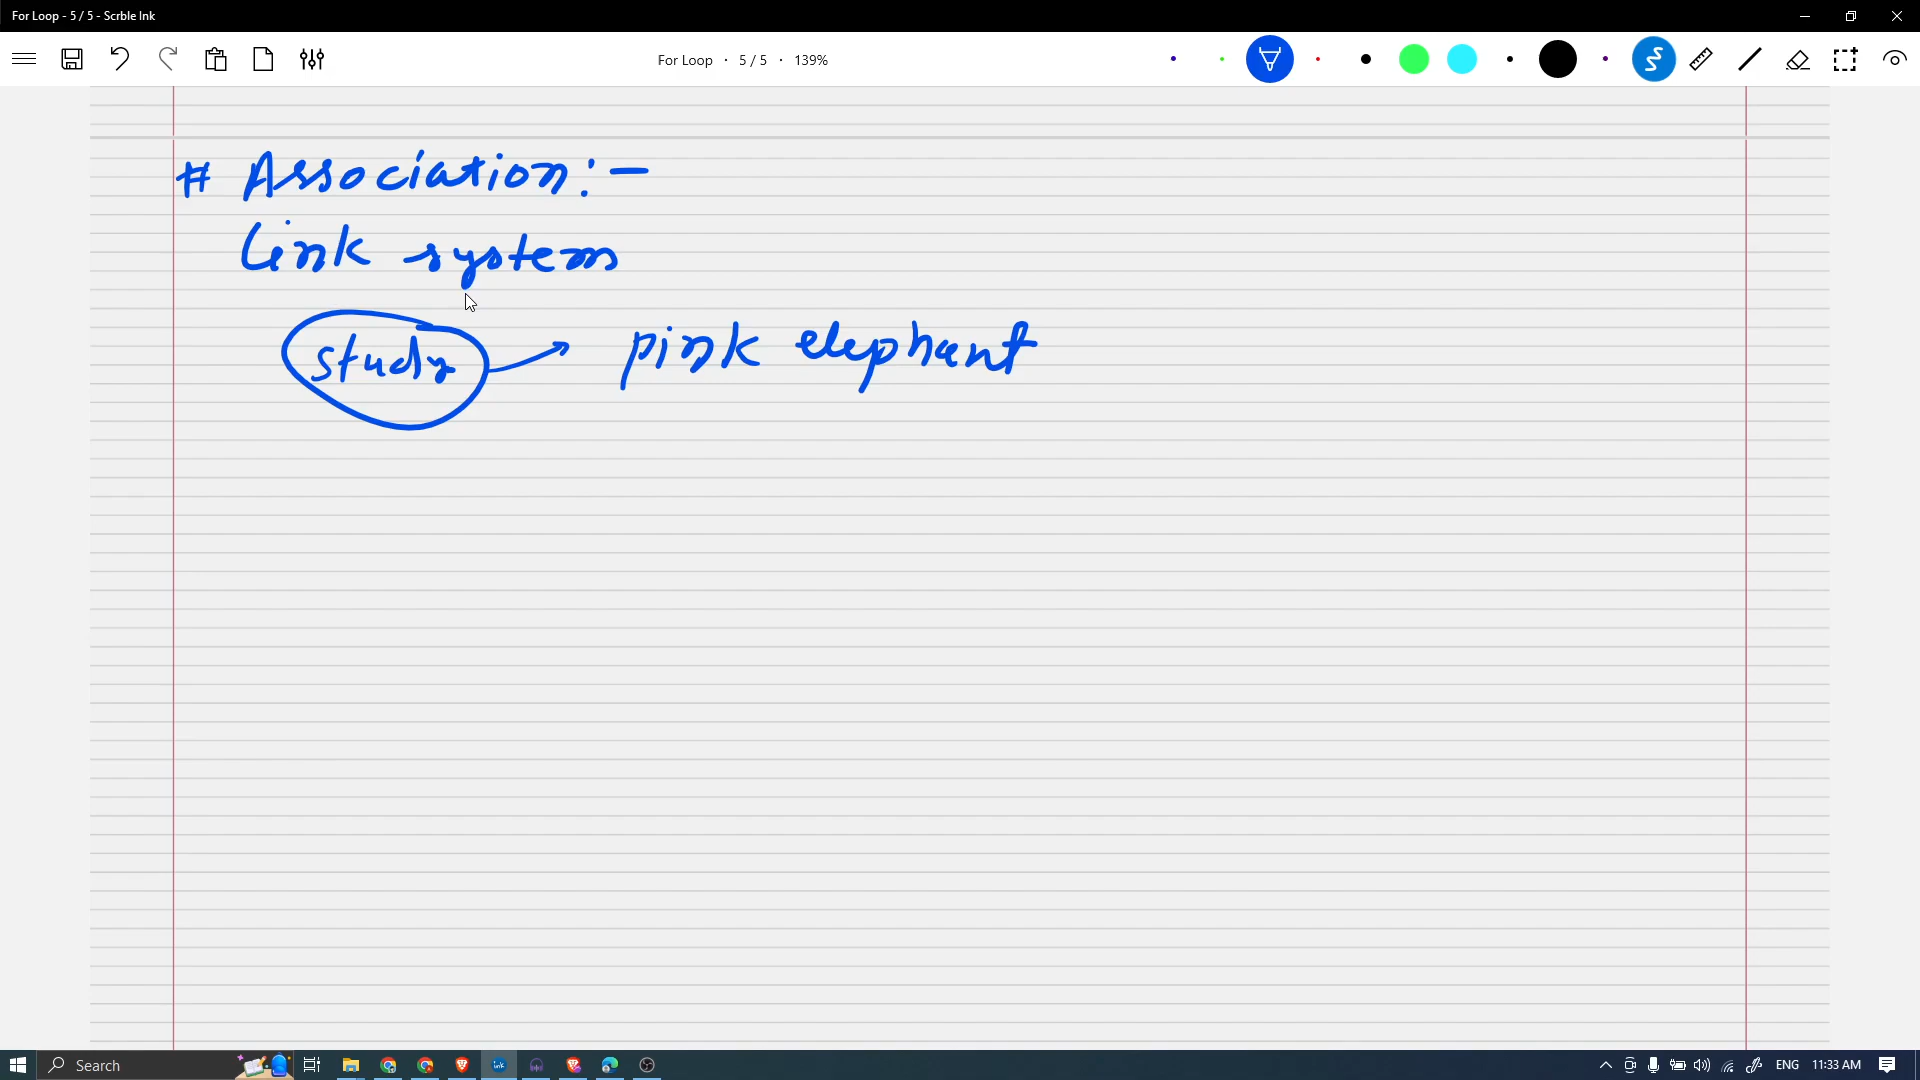 For Loop - 5 / 5 - Scrble Ink
For Loop · 5 / 5 · 139%
# Association:-
Link system
study → pink elephant
Search
ink
ENG 11:33 AM